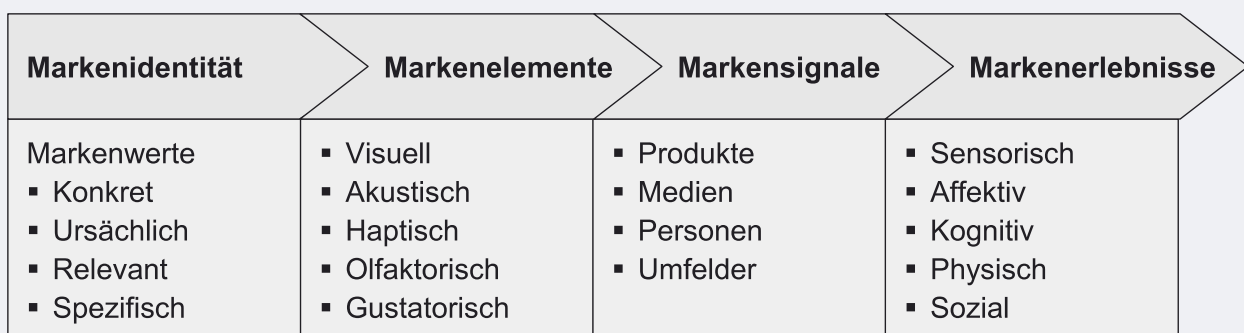 Markenidentität
Markenelemente
Markensignale
Markenerlebnisse
Markenwerte
▪ Konkret
▪ Ursächlich
▪ Relevant
▪ Spezifisch
▪ Visuell
▪ Akustisch
▪ Haptisch
▪ Olfaktorisch
▪ Gustatorisch
▪ Produkte
▪ Medien
▪ Personen
▪ Umfelder
▪ Sensorisch
▪ Affektiv
▪ Kognitiv
▪ Physisch
▪ Sozial